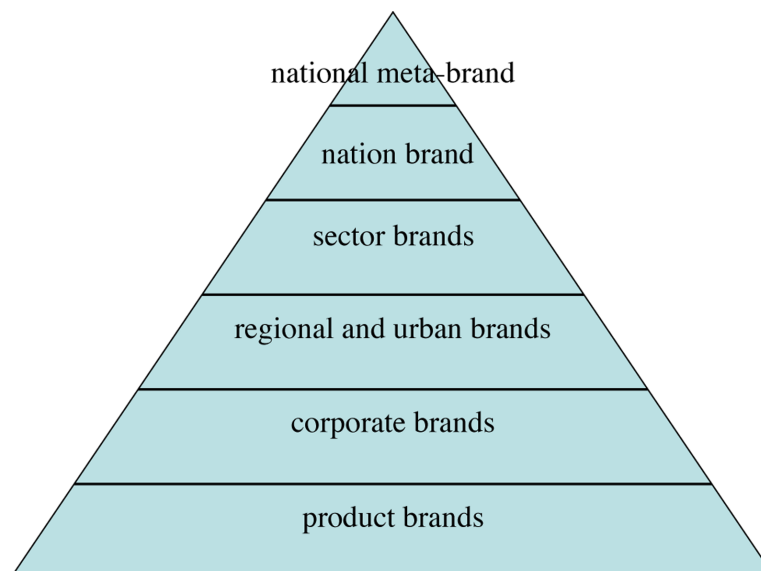 national meta-brand
nation brand
sector brands
regional and urban brands
corporate brands
product brands